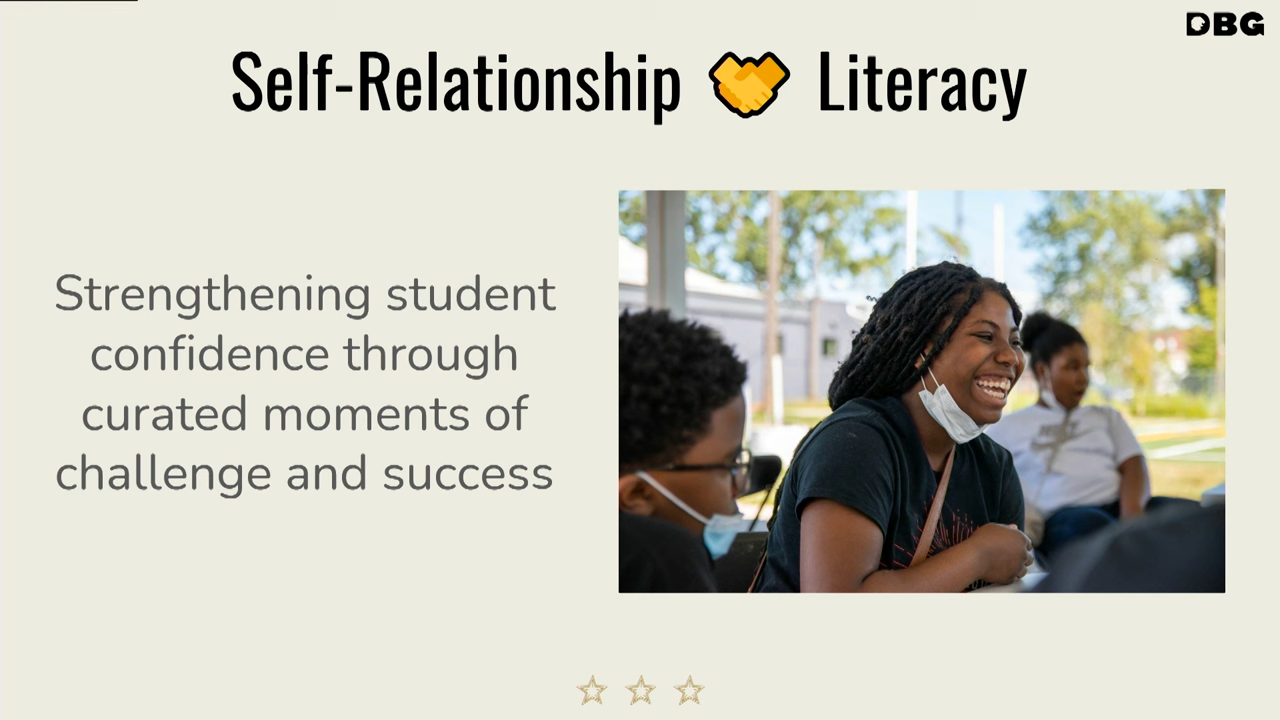 DBG
Self-Relationship Literacy
Strengthening student
confidence through
curated moments of
challenge and success